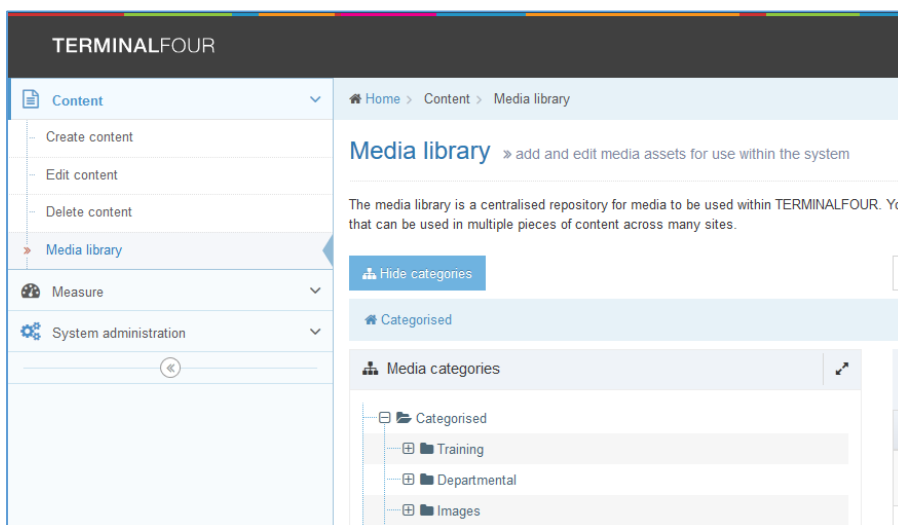 TERMINALFOUR
Content
Create content
Edit content
Delete content
Media library
Measure
System administration
Home > Content > Media library
Media library » add and edit media assets for use within the system
The media library is a centralised repository for media to be used within TERMINALFOUR.
that can be used in multiple pieces of content across many sites.
Hide categories
Categorised
Media categories
Categorised
Training
Departmental
Images